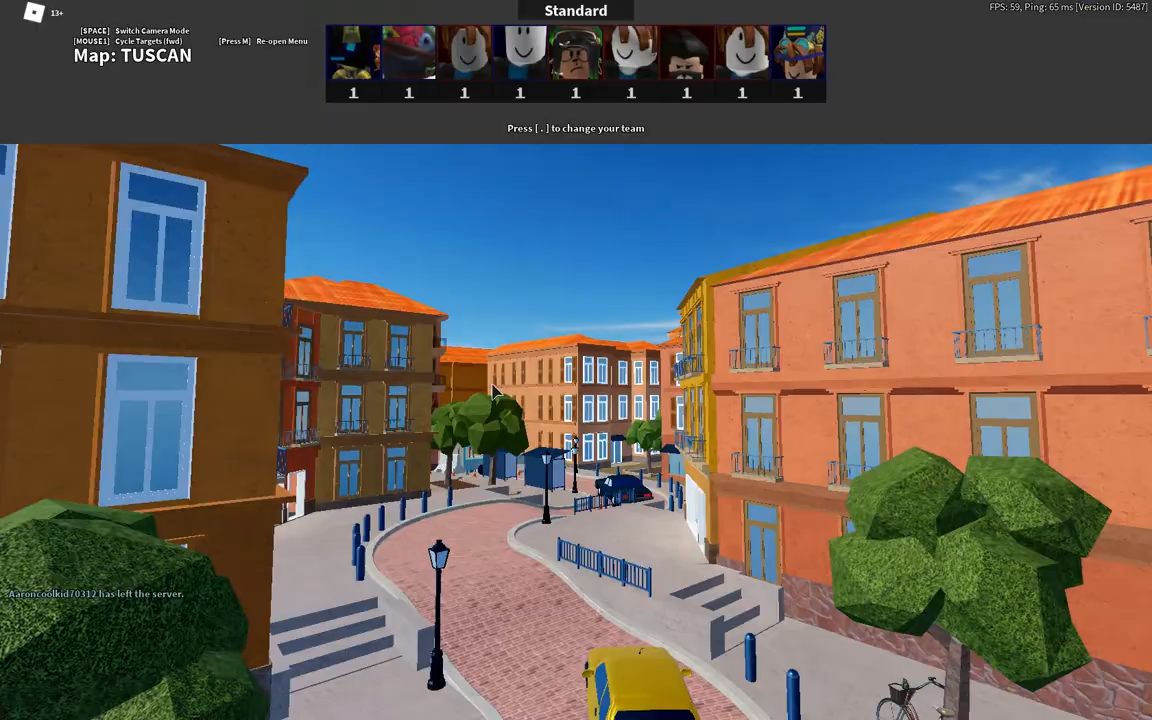 13+
Standard
FPS: 59, Ping: 65 ms [Version ID: 5487]
[SPACE] Switch Camera Mode
[MOUSE1] Cycle Targets (fwd) [Press M] Re-open Menu
Map: TUSCAN
1 1 1 1 1 1 1 1 1
Press [ . ] to change your team
Aaroncoolkid70312 has left the server.